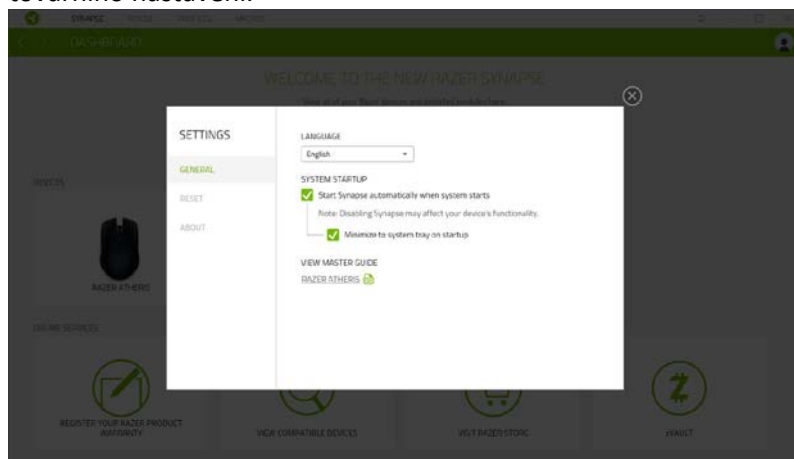 SYNAPSE
DASHBOARD
WELCOME TO THE NEW RAZER SYNAPSE
SETTINGS
GENERAL
RESET
ABOUT
LANGUAGE
English
SYSTEM STARTUP
Start Synapse automatically when system starts
Note: Disabling Synapse may affect your device's functionality.
Minimize to system tray on startup
VIEW MASTER GUIDE
RAZER ATHERIS
DEVICES
RAZER ATHERIS
ONLINE SERVICES
REGISTER YOUR RAZER PRODUCT
WARRANTY
VIEW COMPATIBLE DEVICES
VISIT RAZER STORE
ZVAULT